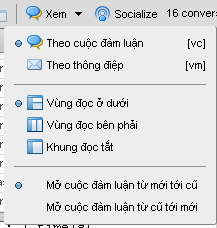 Xem Socialize 16 conver
Theo cuộc đàm luận [vc]
Theo thông điệp [vm]
Vùng đọc ở dưới
Vùng đọc bên phải
Khung đọc tắt
Mở cuộc đàm luận từ mới tới cũ
Mở cuộc đàm luận từ cũ tới mới